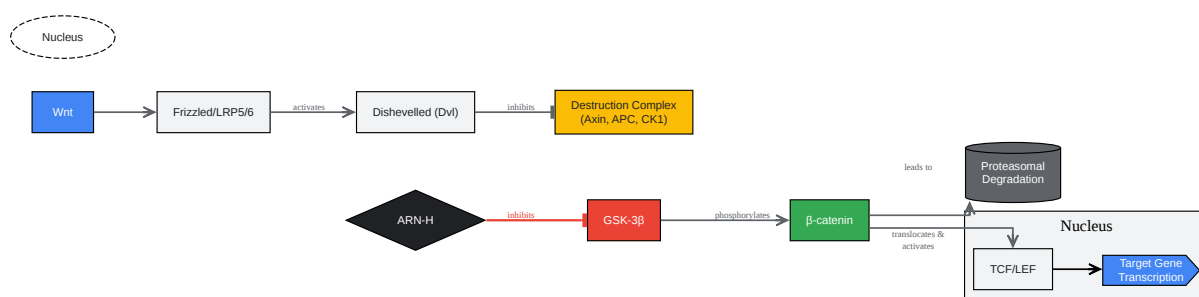 Nucleus
Wnt
Frizzled/LRP5/6
activates
Dishevelled (Dvl)
inhibits
Destruction Complex
(Axin, APC, CK1)
ARN-H
inhibits
GSK-3β
phosphorylates
β-catenin
leads to
Proteasomal
Degradation
translocates &
activates
Nucleus
TCF/LEF
Target Gene
Transcription